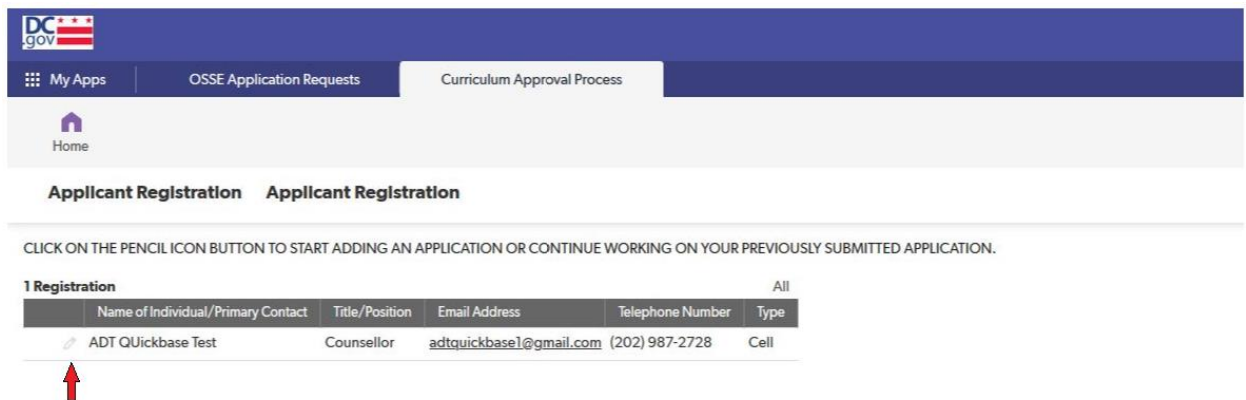 DC
.gov
My Apps OSSE Application Requests Curriculum Approval Process
Home
Applicant Registration Applicant Registration
CLICK ON THE PENCIL ICON BUTTON TO START ADDING AN APPLICATION OR CONTINUE WORKING ON YOUR PREVIOUSLY SUBMITTED APPLICATION.
1 Registration All
Name of Individual/Primary Contact Title/Position Email Address Telephone Number Type
ADT QUickbase Test Counsellor adtquickbase1@gmail.com (202) 987-2728 Cell